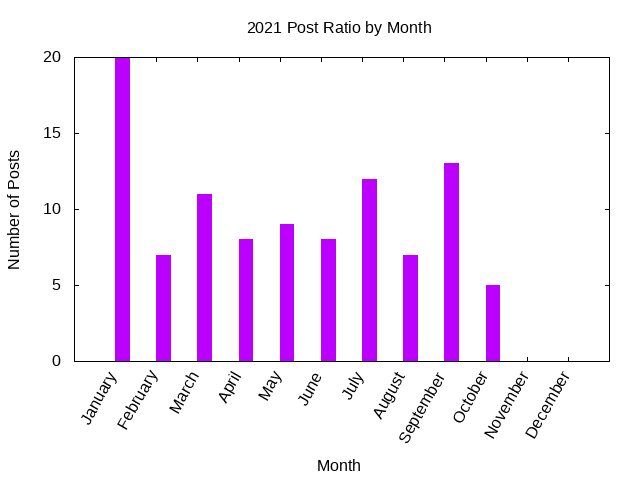 2021 Post Ratio by Month
20
15
10
5
0
Number of Posts
January
February
March
April
May
June
July
August
September
October
November
December
Month